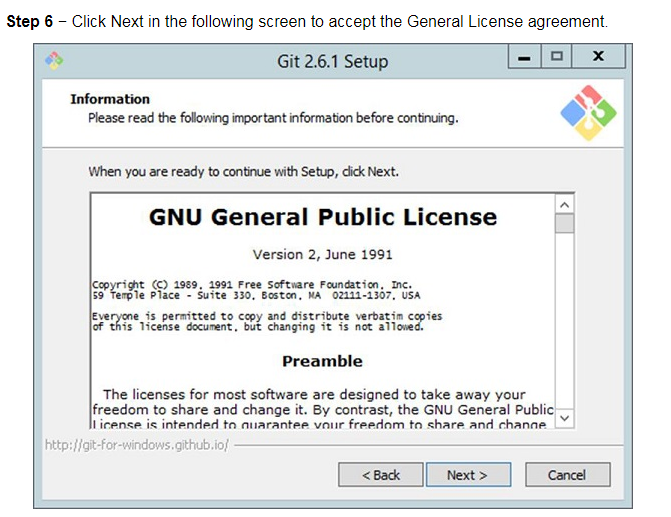 Step 6 – Click Next in the following screen to accept the General License agreement.
Git 2.6.1 Setup
Information
Please read the following important information before continuing.
When you are ready to continue with Setup, click Next.
GNU General Public License
Version 2, June 1991
Copyright (C) 1989, 1991 Free Software Foundation, Inc.
59 Temple Place - Suite 330, Boston, MA  02111-1307, USA
Everyone is permitted to copy and distribute verbatim copies
of this license document, but changing it is not allowed.
Preamble
The licenses for most software are designed to take away your
freedom to share and change it. By contrast, the GNU General Public
License is intended to guarantee your freedom to share and change
http://git-for-windows.github.io/
< Back
Next >
Cancel